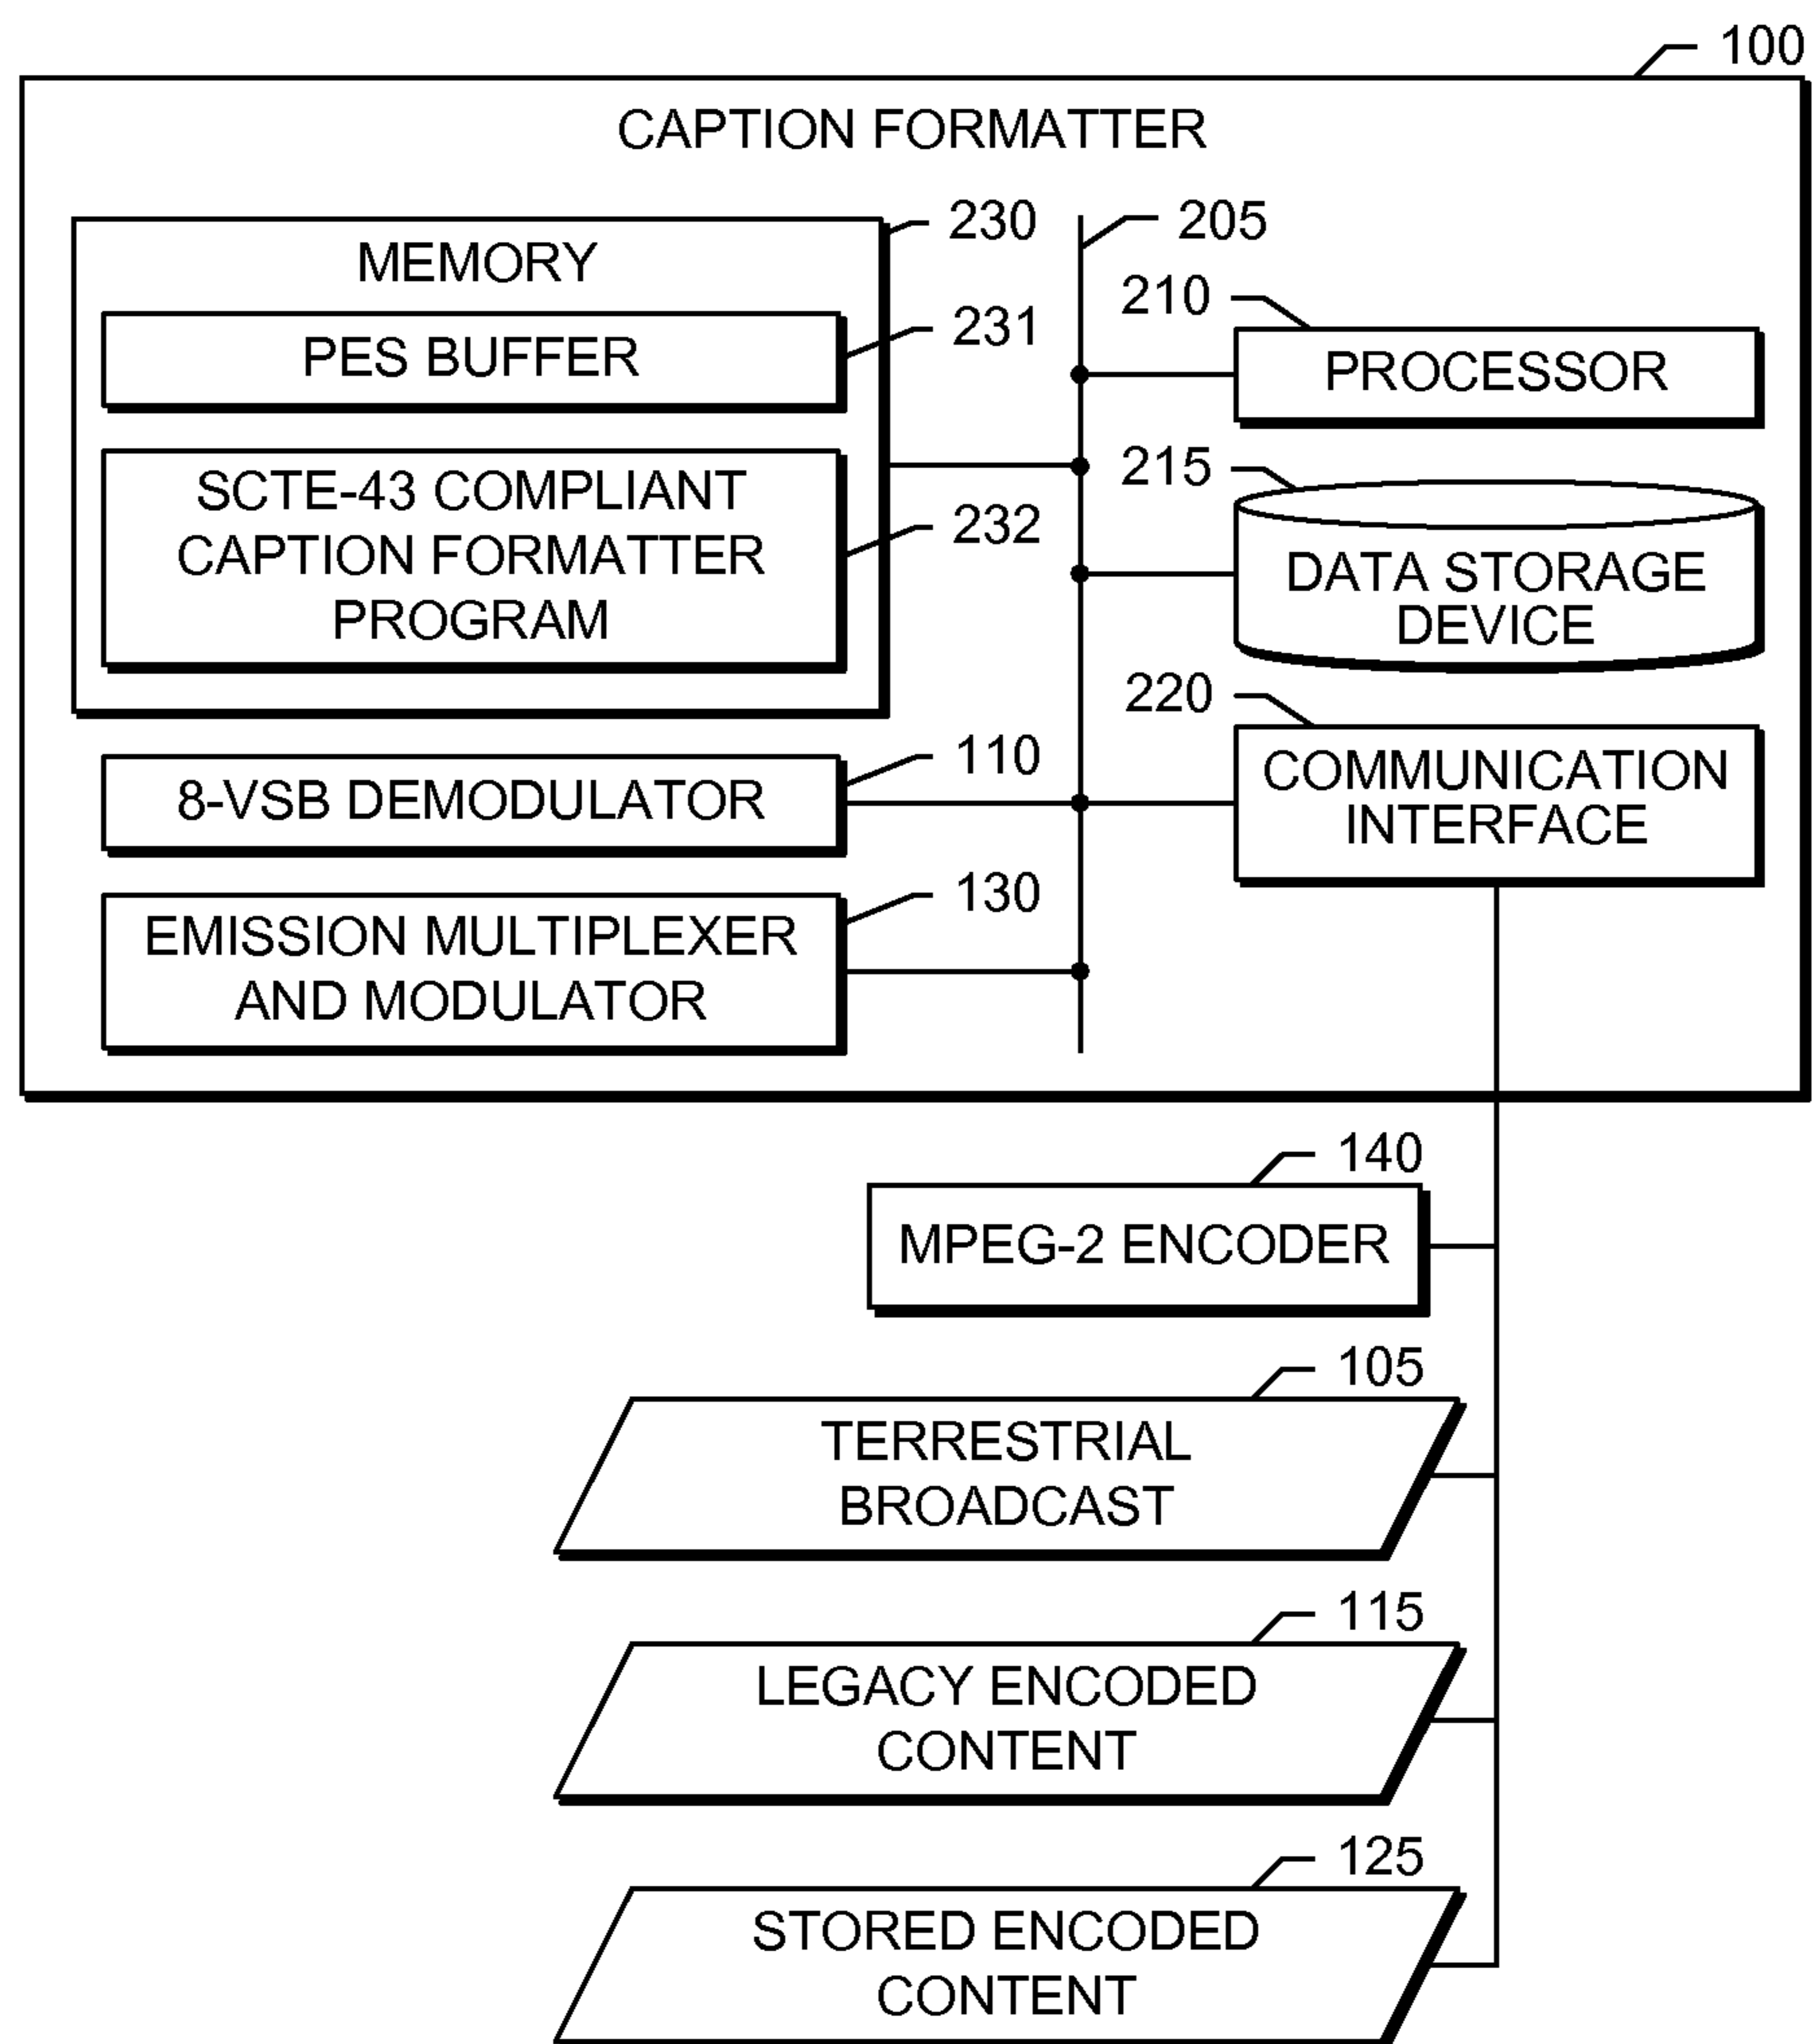 100
CAPTION FORMATTER
230
205
MEMORY
210
PES BUFFER
231
PROCESSOR
215
SCTE-43 COMPLIANT
CAPTION FORMATTER
PROGRAM
232
DATA STORAGE
DEVICE
220
110
8-VSB DEMODULATOR
COMMUNICATION
INTERFACE
130
EMISSION MULTIPLEXER
AND MODULATOR
140
MPEG-2 ENCODER
105
TERRESTRIAL
BROADCAST
115
LEGACY ENCODED
CONTENT
125
STORED ENCODED
CONTENT